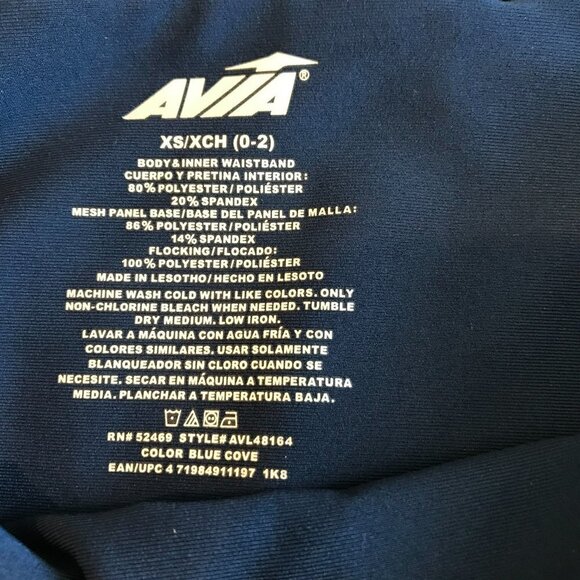 AVIA®
XS/XCH (0-2)
BODY & INNER WAISTBAND
CUERPO Y PRETINA INTERIOR:
80% POLYESTER/POLIÉSTER
20% SPANDEX
MESH PANEL BASE/BASE DEL PANEL DE MALLA:
86% POLYESTER/POLIÉSTER
14% SPANDEX
FLOCKING/FLOCADO:
100% POLYESTER/POLIÉSTER
MADE IN LESOTHO/HECHO EN LESOTO
MACHINE WASH COLD WITH LIKE COLORS. ONLY
NON-CHLORINE BLEACH WHEN NEEDED. TUMBLE
DRY MEDIUM. LOW IRON.
LAVAR A MÁQUINA CON AGUA FRÍA Y CON
COLORES SIMILARES. USAR SOLAMENTE
BLANQUEADOR SIN CLORO CUANDO SE
NECESITE. SECAR EN MÁQUINA A TEMPERATURA
MEDIA. PLANCHAR A TEMPERATURA BAJA.
RN# 52469 STYLE# AVL48164
COLOR BLUE COVE
EAN/UPC 4 71984911197 1K8